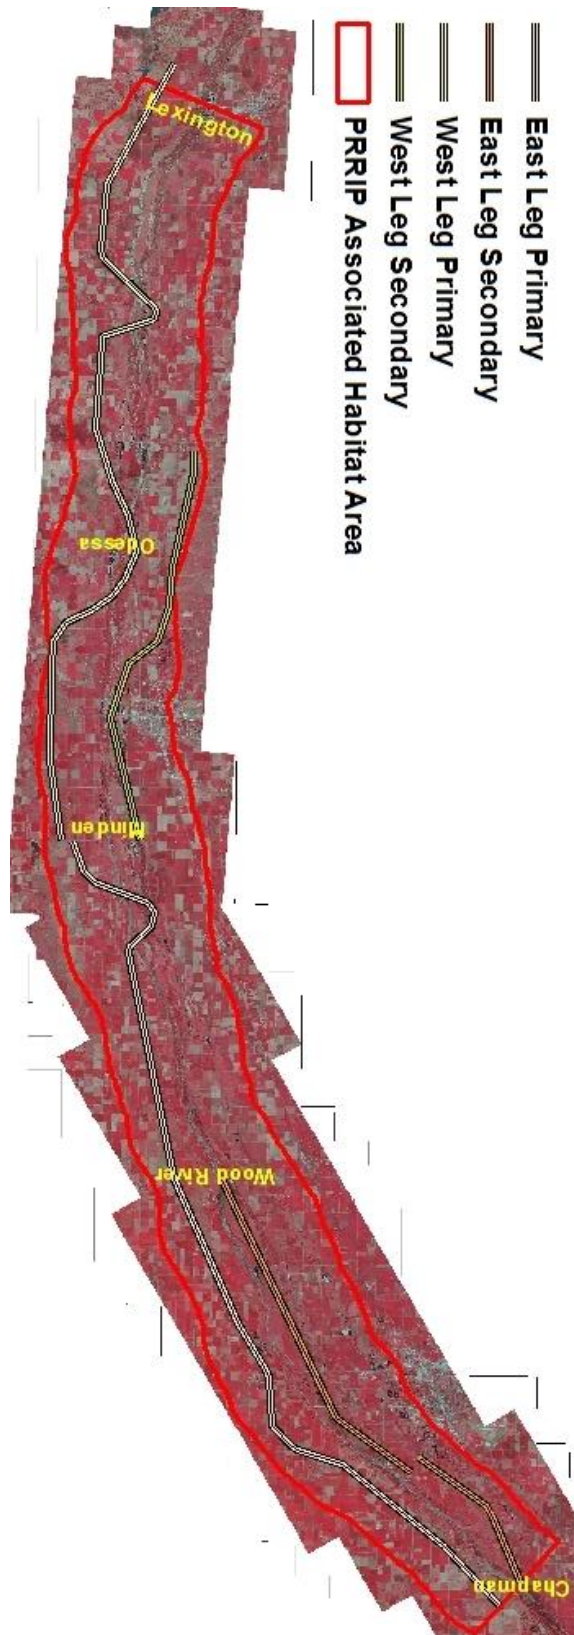 East Leg Primary
East Leg Secondary
West Leg Primary
West Leg Secondary
PRRIP Associated Habitat Area
Lexington
Odessa
Minden
Wood River
Chapman